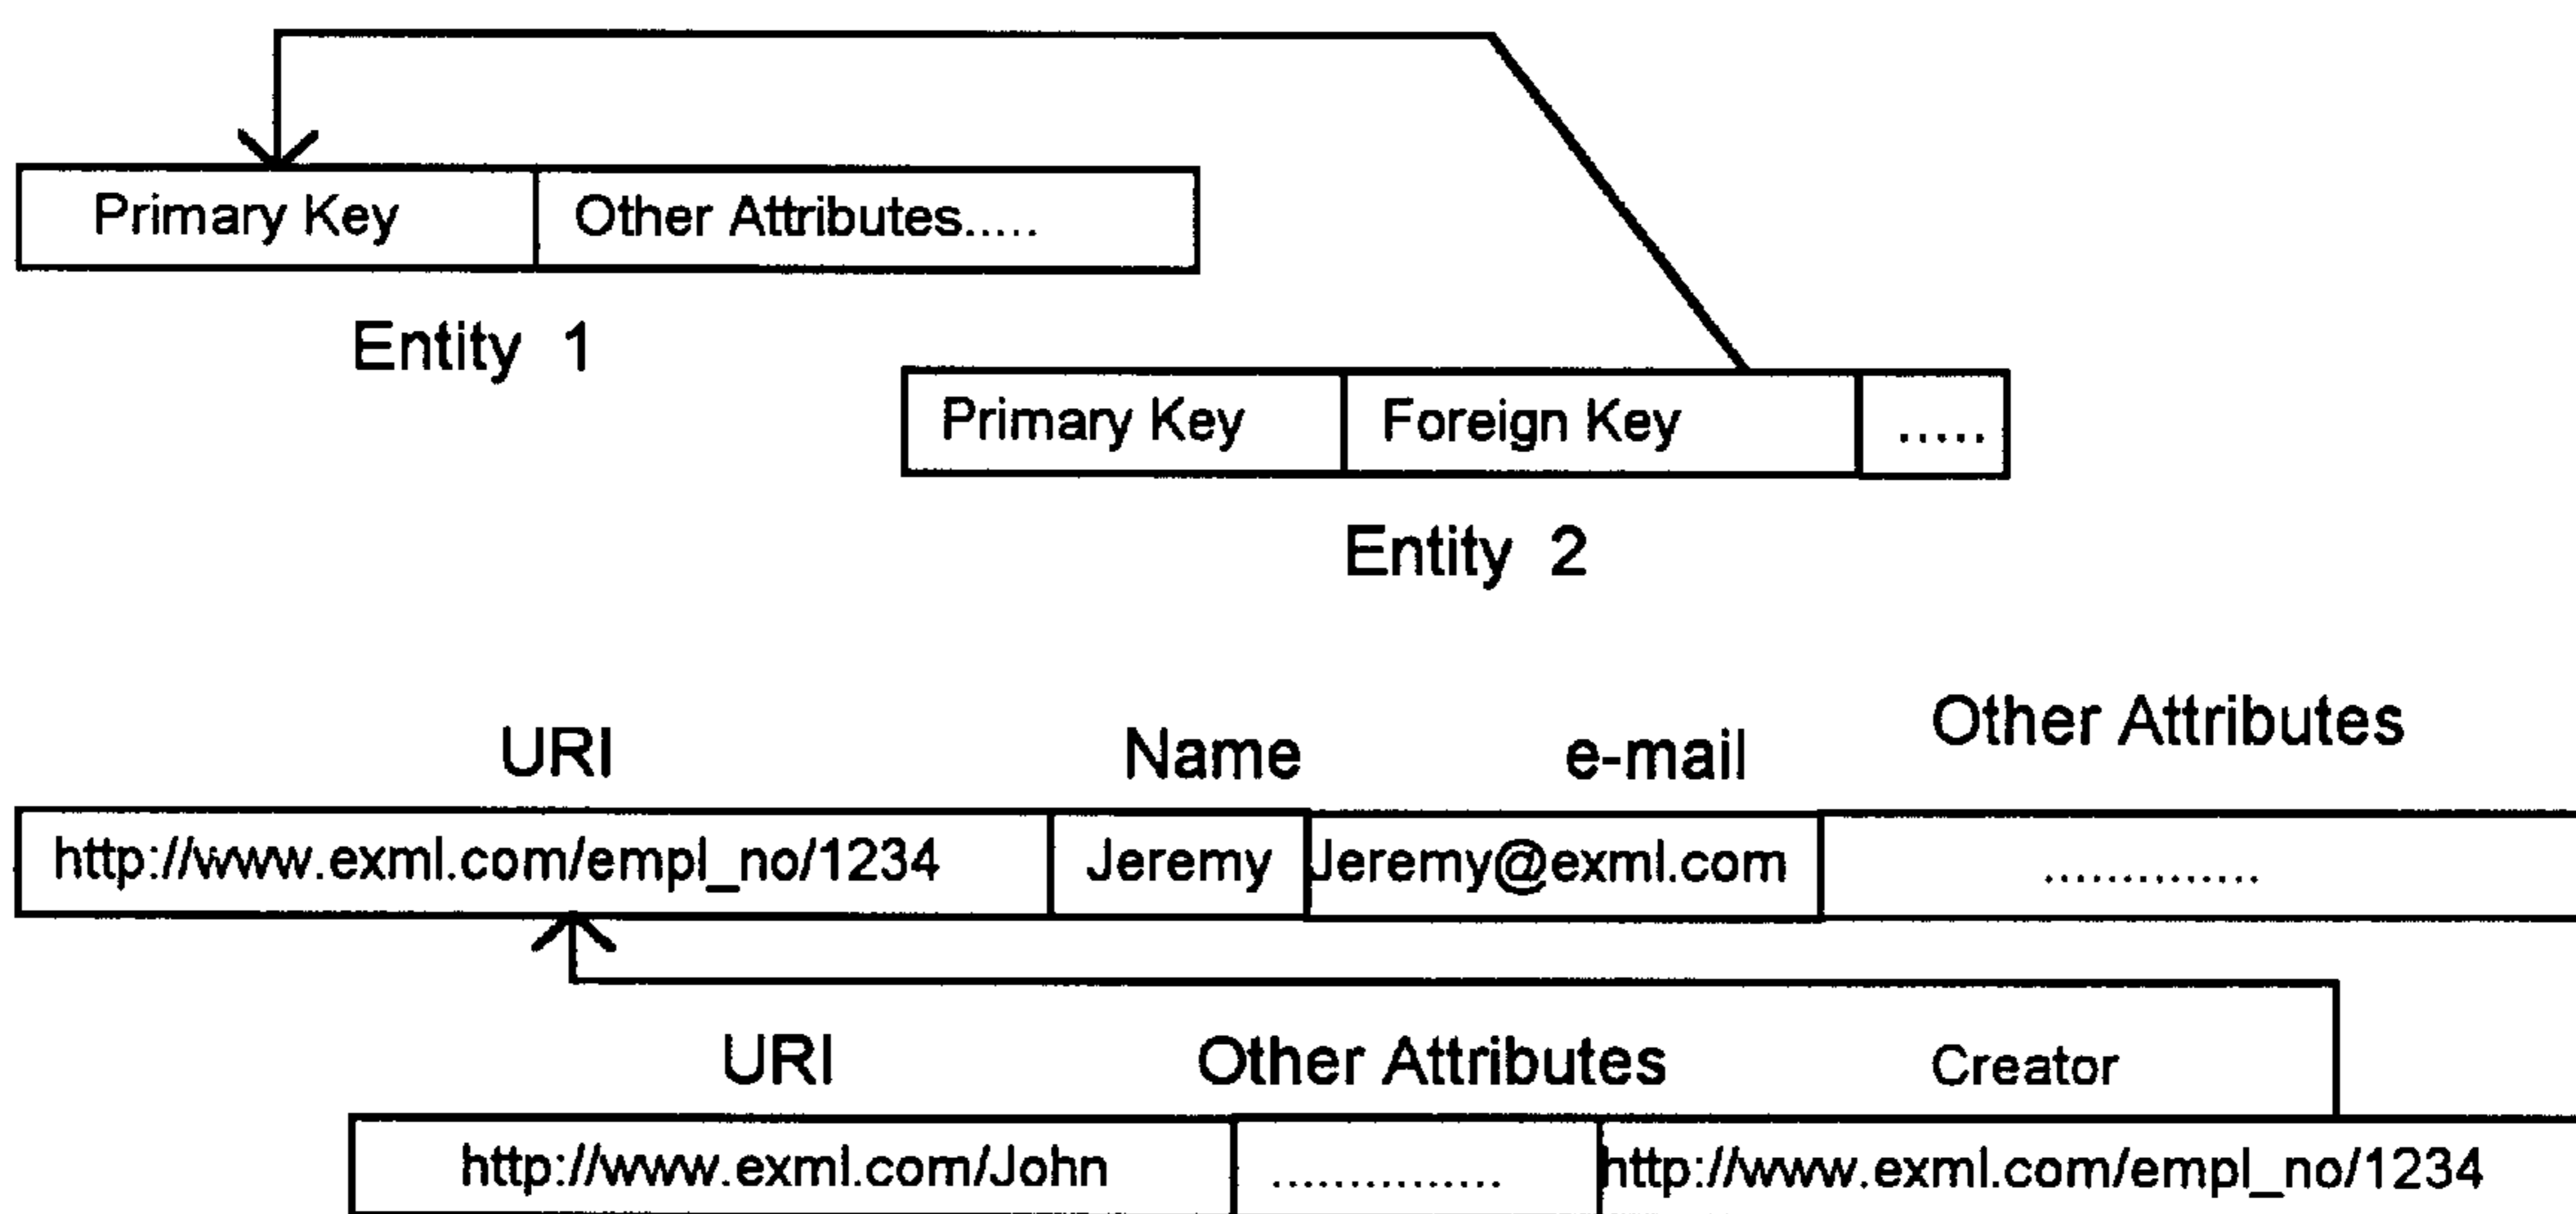 Primary Key Other Attributes.....
Entity 1
Primary Key Foreign Key .....
Entity 2
URI Name e-mail Other Attributes
http://www.exml.com/empl_no/1234 Jeremy Jeremy@exml.com ..............
URI Other Attributes Creator
http://www.exml.com/John ............... http://www.exml.com/empl_no/1234